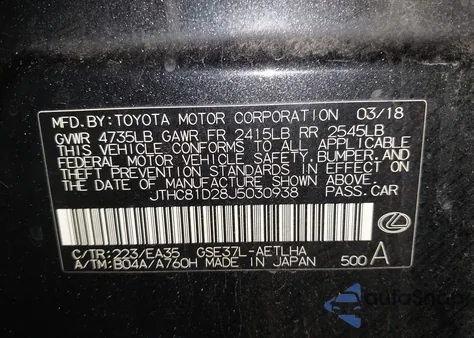 MFD.BY:TOYOTA MOTOR CORPORATION 03/18
GVWR 4735LB GAWR FR 2415LB RR 2545LB
THIS VEHICLE CONFORMS TO ALL APPLICABLE
FEDERAL MOTOR VEHICLE SAFETY, BUMPER, AND
THEFT PREVENTION STANDARDS
IN EFFECT ON THE DATE OF MANUFACTURE SHOWN ABOVE.
JTHC81D28J5030938 PASS.CAR
C/TR:223/EA35 GSE37L-AETLHA
A/TM:B04A/A760H MADE IN JAPAN 500 A
autoSnap